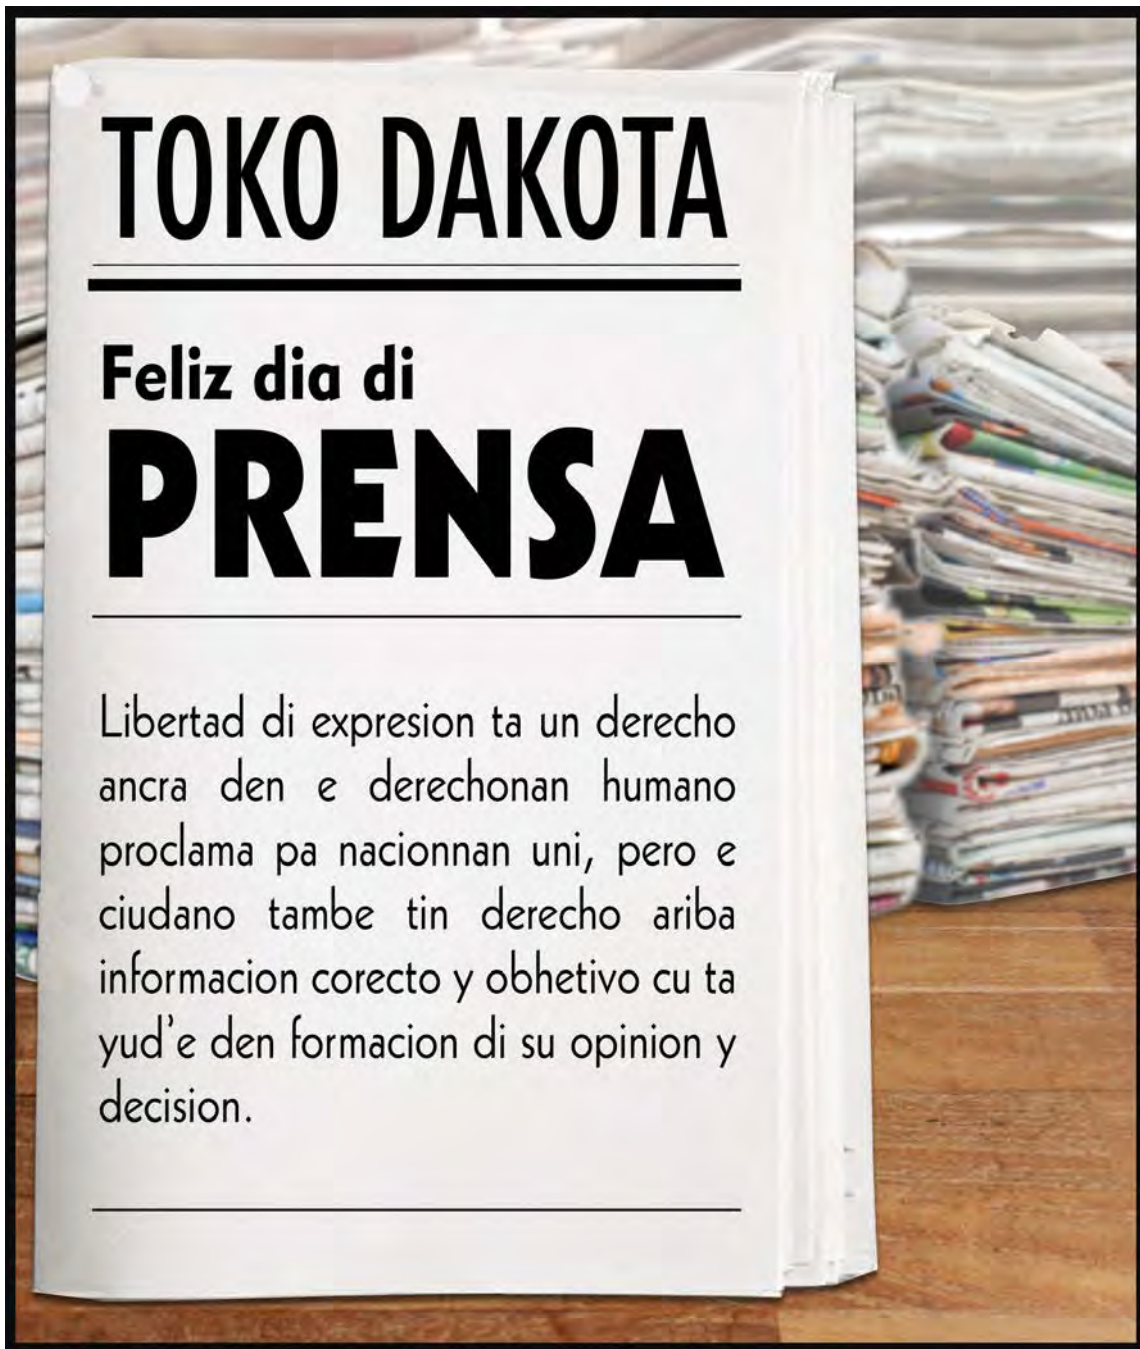 TOKO DAKOTA
Feliz dia di
PRENSA
Libertad di expresion ta un derecho
ancra den e derechonan humano
proclama pa nacionnan uni, pero e
ciudano tambe tin derecho ariba
informacion corecto y obhetivo cu ta
yud'e den formacion di su opinion y
decision.